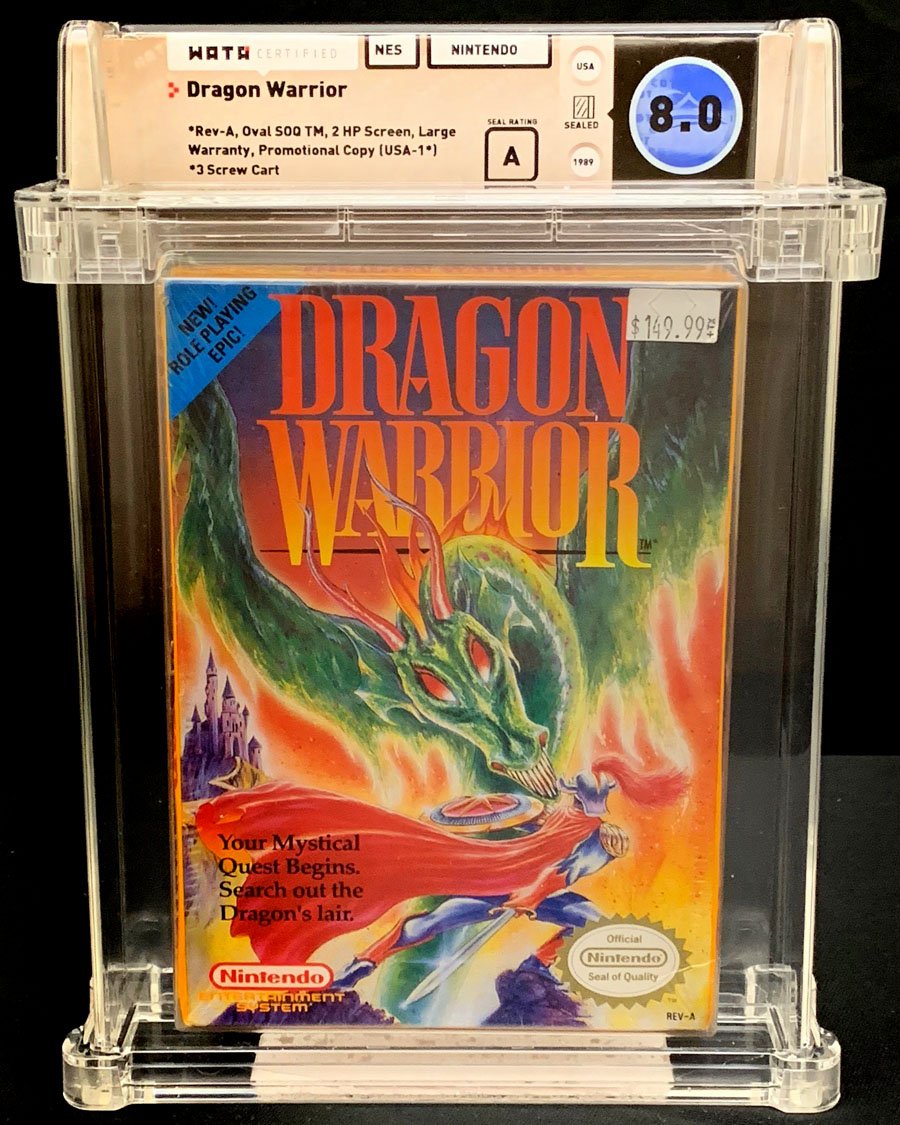 WATA CERTIFIED
NES
NINTENDO
Dragon Warrior
*Rev-A, Oval SOQ TM, 2 HP Screen, Large
Warranty, Promotional Copy (USA-1*)
*3 Screw Cart
SEAL RATING
A
USA
SEALED
1989
8.0
NEW!
ROLE PLAYING
EPIC!
DRAGON
WARRIOR
TM
$149.99
Your Mystical
Quest Begins.
Search out the
Dragon's lair.
Nintendo
ENTERTAINMENT
SYSTEM
Official
Nintendo
Seal of Quality
TM
REV-A